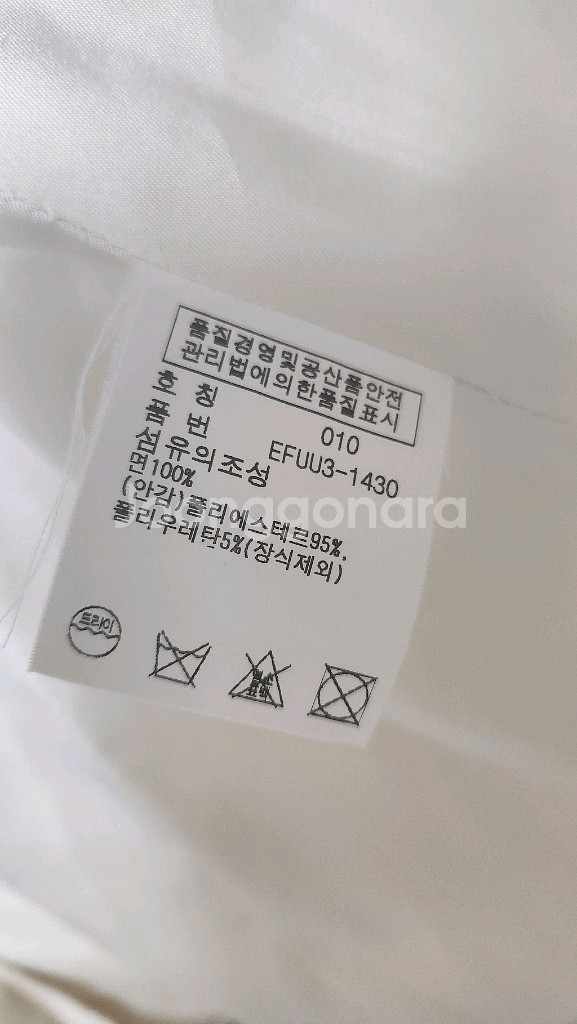 품질경영및공산품안전
관리법에의한품질표시
호 칭 010
품 번 EFUU3-1430
섬유의조성
면100%
(안감)폴리에스테르95%,
폴리우레탄5%(장식제외)
드라이
Joonggonara